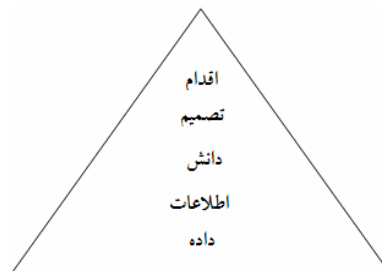 اقدام
تصمیم
دانش
اطلاعات
داده